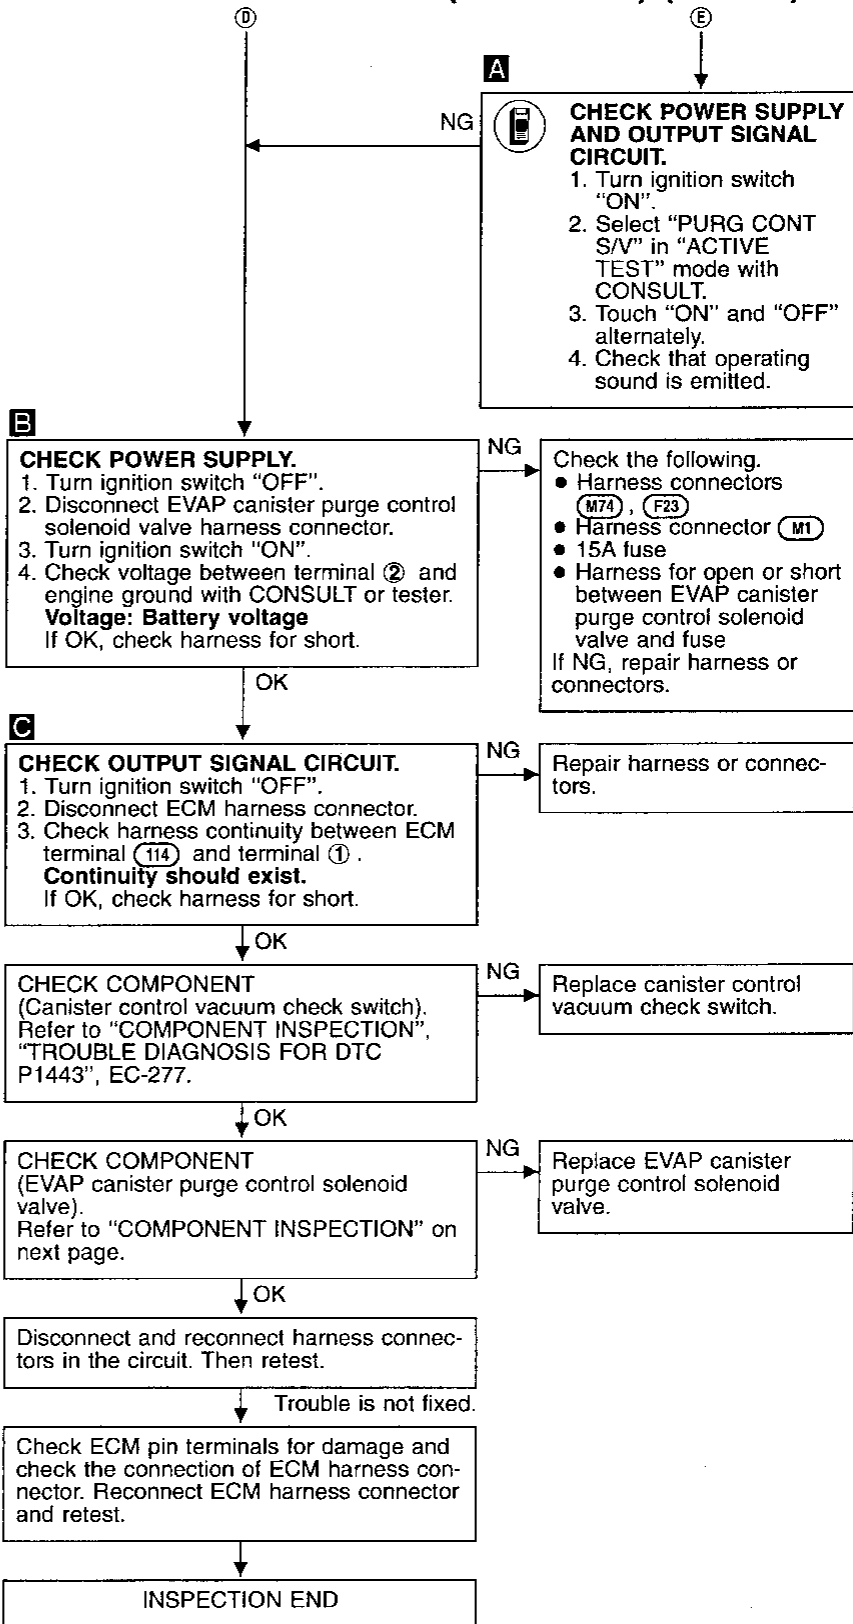 Ⓓ
Ⓔ
A
NG
CHECK POWER SUPPLY
AND OUTPUT SIGNAL
CIRCUIT.
1. Turn ignition switch
“ON”.
2. Select “PURG CONT
S/V” in “ACTIVE
TEST” mode with
CONSULT.
3. Touch “ON” and “OFF”
alternately.
4. Check that operating
sound is emitted.
B
CHECK POWER SUPPLY.
1. Turn ignition switch “OFF”.
2. Disconnect EVAP canister purge control
solenoid valve harness connector.
3. Turn ignition switch “ON”.
4. Check voltage between terminal ② and
engine ground with CONSULT or tester.
Voltage: Battery voltage
If OK, check harness for short.
NG
Check the following.
● Harness connectors
M74 , F23
● Harness connector M1
● 15A fuse
● Harness for open or short
between EVAP canister
purge control solenoid
valve and fuse
If NG, repair harness or
connectors.
OK
C
CHECK OUTPUT SIGNAL CIRCUIT.
1. Turn ignition switch “OFF”.
2. Disconnect ECM harness connector.
3. Check harness continuity between ECM
terminal 114 and terminal ① .
Continuity should exist.
If OK, check harness for short.
NG
Repair harness or connec-
tors.
OK
CHECK COMPONENT
(Canister control vacuum check switch).
Refer to “COMPONENT INSPECTION”,
“TROUBLE DIAGNOSIS FOR DTC
P1443”, EC-277.
NG
Replace canister control
vacuum check switch.
OK
CHECK COMPONENT
(EVAP canister purge control solenoid
valve).
Refer to “COMPONENT INSPECTION” on
next page.
NG
Replace EVAP canister
purge control solenoid
valve.
OK
Disconnect and reconnect harness connec-
tors in the circuit. Then retest.
Trouble is not fixed.
Check ECM pin terminals for damage and
check the connection of ECM harness con-
nector. Reconnect ECM harness connector
and retest.
INSPECTION END